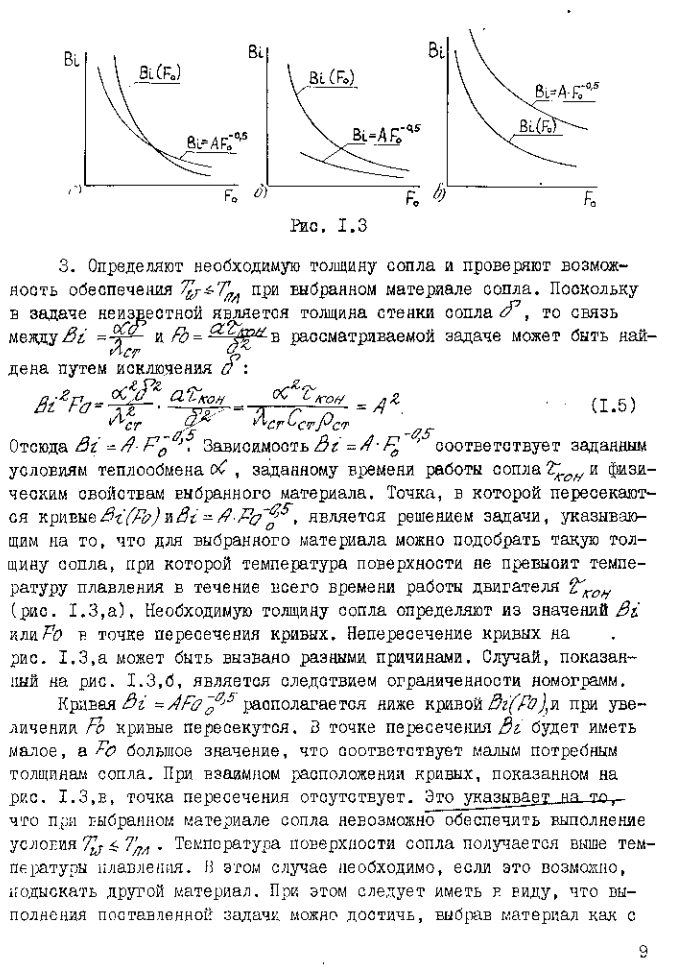 Bi Bi(Fₒ) Bi=AFₒ^-0,5 Fₒ
Bi Bi(Fₒ) Bi=AFₒ^-0,5 Fₒ б)
Bi Bi=A·Fₒ^-0,5 Bi(Fₒ) Fₒ в)
Рис. I.3
3. Определяют необходимую толщину сопла и проверяют возмож-
ность обеспечения T_w ≤ T_пл при выбранном материале сопла. Поскольку
в задаче неизвестной является толщина стенки сопла δ, то связь
между Bi = αδ/λ_ст и Fo = aτ_кон/δ² в рассматриваемой задаче может быть най-
дена путем исключения δ:
Bi²Fo = α²δ²/λ²_ст · aτ_кон/δ² = α²τ_кон/λ_ст C_ст ρ_ст = A². (I.5)
Отсюда Bi = A·Fₒ^-0,5. Зависимость Bi = A·Fₒ^-0,5 соответствует заданным
условиям теплообмена α, заданному времени работы сопла τ_кон и физи-
ческим свойствам выбранного материала. Точка, в которой пересекают-
ся кривые Bi(Fo) и Bi = A·Fo^-0,5, является решением задачи, указываю-
щим на то, что для выбранного материала можно подобрать такую тол-
щину сопла, при которой температура поверхности не превысит темпе-
ратуру плавления в течение всего времени работы двигателя τ_кон
(рис. I.3,а). Необходимую толщину сопла определяют из значений Bi
или Fo в точке пересечения кривых. Непересечение кривых на
рис. I.3,а может быть вызвано разными причинами. Случай, показан-
ный на рис. I.3,б, является следствием ограниченности номограмм.
Кривая Bi = AFo^-0,5 располагается ниже кривой Bi(Fo), и при уве-
личении Fo кривые пересекутся. В точке пересечения Bi будет иметь
малое, а Fo большое значение, что соответствует малым потребным
толщинам сопла. При взаимном расположении кривых, показанном на
рис. I.3,в, точка пересечения отсутствует. Это указывает на то,
что при выбранном материале сопла невозможно обеспечить выполнение
условия T_w ≤ T_пл. Температура поверхности сопла получается выше тем-
пературы плавления. В этом случае необходимо, если это возможно,
подыскать другой материал. При этом следует иметь в виду, что вы-
полнения поставленной задачи можно достичь, выбрав материал как с
9